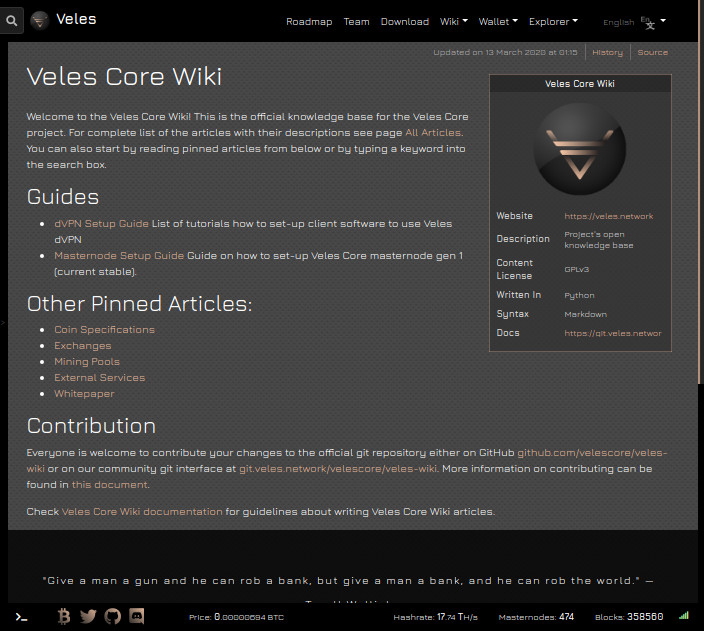 Veles
Roadmap Team Download Wiki Wallet Explorer English
Updated on 13 March 2020 at 01:15 History Source
Veles Core Wiki
Welcome to the Veles Core Wiki! This is the official knowledge base for the Veles Core
project. For complete list of the articles with their descriptions see page All Articles.
You can also start by reading pinned articles from below or by typing a keyword into
the search box.
Guides
dVPN Setup Guide List of tutorials how to set-up client software to use Veles
dVPN
Masternode Setup Guide Guide on how to set-up Veles Core masternode gen 1
(current stable).
Other Pinned Articles:
Coin Specifications
Exchanges
Mining Pools
External Services
Whitepaper
Veles Core Wiki
Website https://veles.network
Description Project's open
knowledge base
Content
License GPLv3
Written In Python
Syntax Markdown
Docs https://git.veles.networ
Contribution
Everyone is welcome to contribute your changes to the official git repository either on GitHub github.com/velescore/veles-
wiki or on our community git interface at git.veles.network/velescore/veles-wiki. More information on contributing can be
found in this document.
Check Veles Core Wiki documentation for guidelines about writing Veles Core Wiki articles.
"Give a man a gun and he can rob a bank, but give a man a bank, and he can rob the world." —
Price: 0.00000694 BTC Hashrate: 17.74 TH/s Masternodes: 474 Blocks: 358560